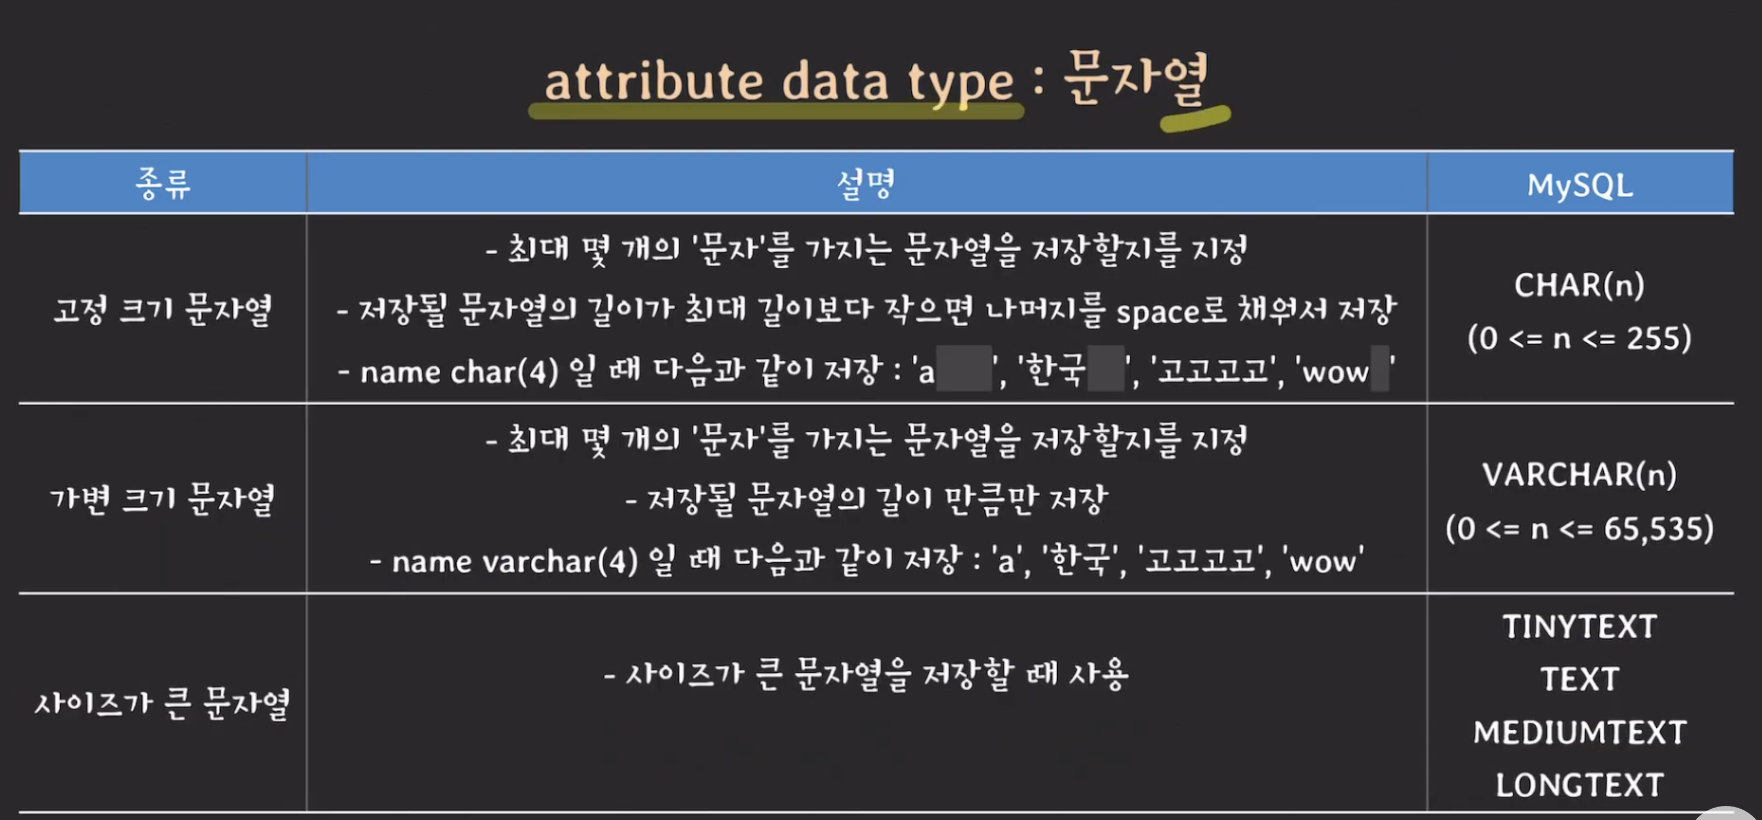 attribute data type : 문자열
종류
설명
MySQL
고정 크기 문자열
- 최대 몇 개의 '문자'를 가지는 문자열을 저장할지를 지정
- 저장될 문자열의 길이가 최대 길이보다 작으면 나머지를 space로 채워서 저장
- name char(4) 일 때 다음과 같이 저장 : 'a   ', '한국  ', '고고고고', 'wow '
CHAR(n)
(0 <= n <= 255)
가변 크기 문자열
- 최대 몇 개의 '문자'를 가지는 문자열을 저장할지를 지정
- 저장될 문자열의 길이 만큼만 저장
- name varchar(4) 일 때 다음과 같이 저장 : 'a', '한국', '고고고고', 'wow'
VARCHAR(n)
(0 <= n <= 65,535)
사이즈가 큰 문자열
- 사이즈가 큰 문자열을 저장할 때 사용
TINYTEXT
TEXT
MEDIUMTEXT
LONGTEXT